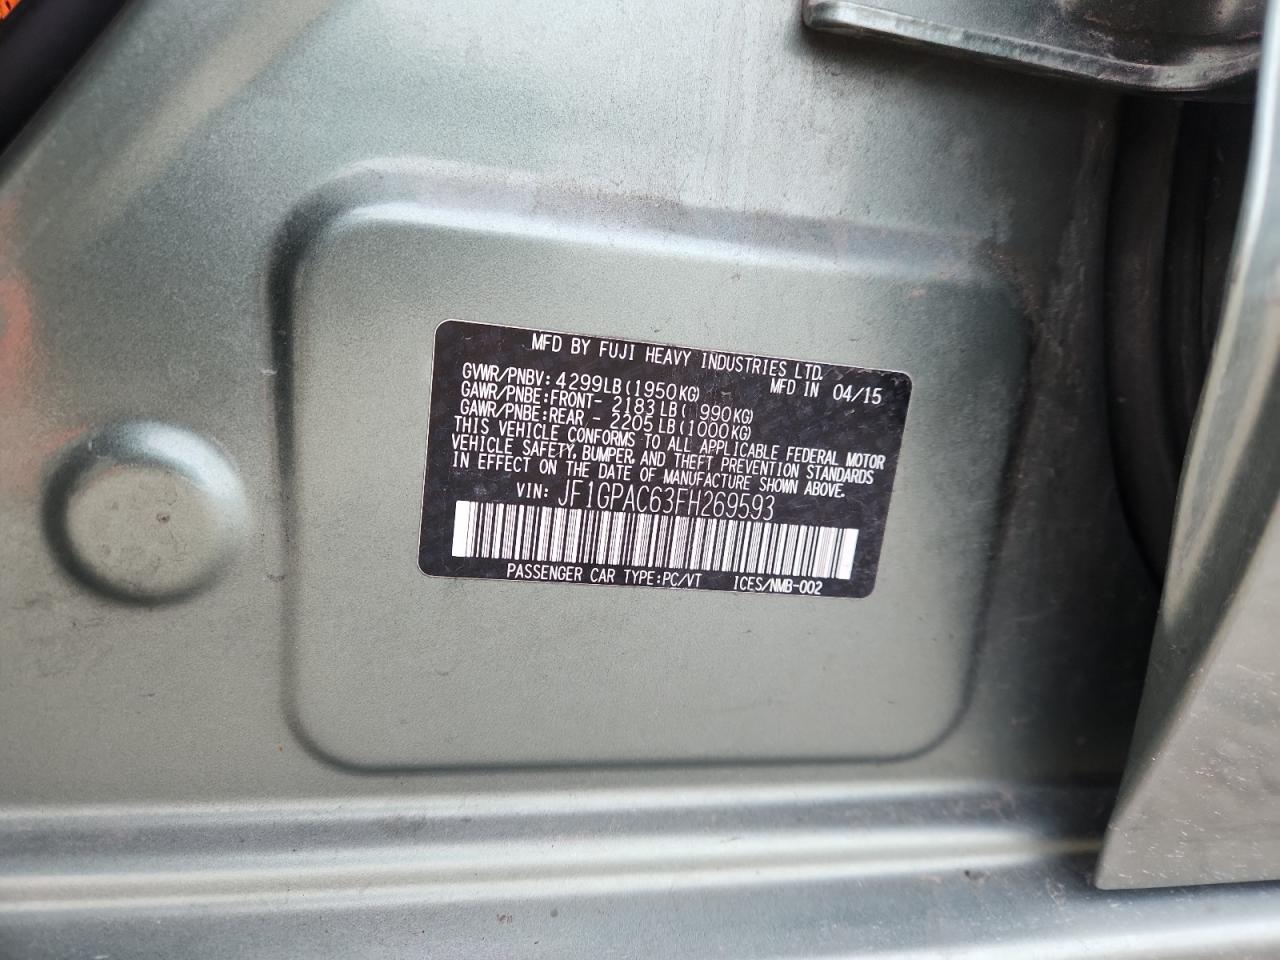 MFD BY FUJI HEAVY INDUSTRIES LTD.
GVWR/PNBV: 4299LB(1950KG) MFD IN 04/15
GAWR/PNBE:FRONT- 2183LB( 990KG)
GAWR/PNBE:REAR - 2205LB(1000KG)
THIS VEHICLE CONFORMS TO ALL APPLICABLE FEDERAL MOTOR
VEHICLE SAFETY, BUMPER, AND THEFT PREVENTION STANDARDS
IN EFFECT ON THE DATE OF MANUFACTURE SHOWN ABOVE.
VIN: JF1GPAC63FH269593
PASSENGER CAR TYPE:PC/VT ICES/NMB-002